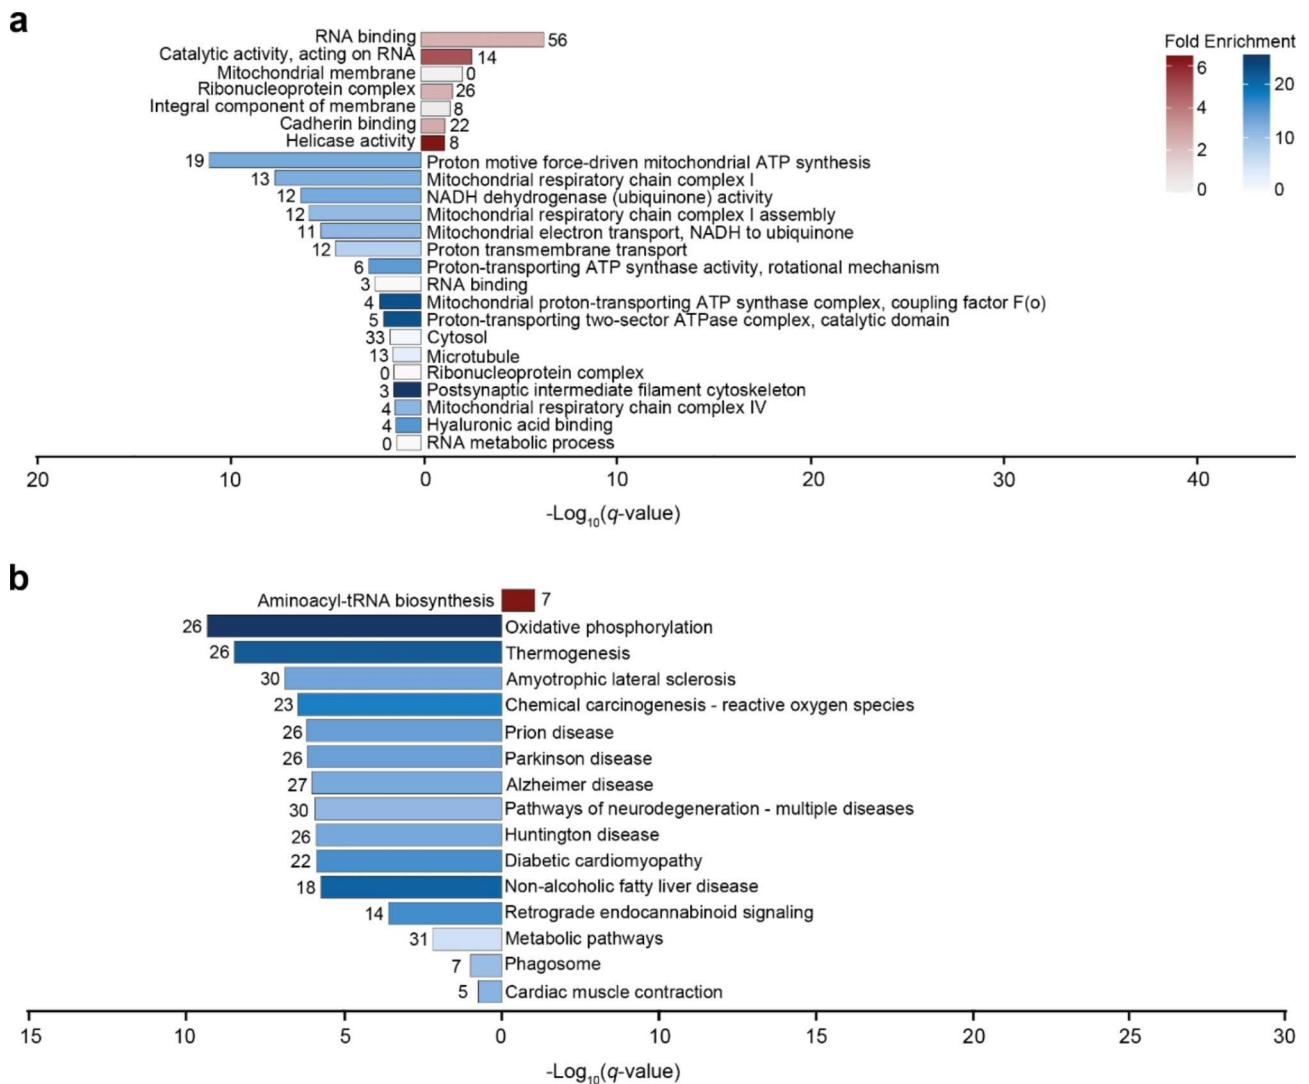 a
RNA binding 56
Catalytic activity, acting on RNA 14
Mitochondrial membrane 0
Ribonucleoprotein complex 26
Integral component of membrane 8
Cadherin binding 22
Helicase activity 8
19 Proton motive force-driven mitochondrial ATP synthesis
13 Mitochondrial respiratory chain complex I
12 NADH dehydrogenase (ubiquinone) activity
12 Mitochondrial respiratory chain complex I assembly
11 Mitochondrial electron transport, NADH to ubiquinone
12 Proton transmembrane transport
6 Proton-transporting ATP synthase activity, rotational mechanism
3 RNA binding
4 Mitochondrial proton-transporting ATP synthase complex, coupling factor F(o)
5 Proton-transporting two-sector ATPase complex, catalytic domain
33 Cytosol
13 Microtubule
0 Ribonucleoprotein complex
3 Postsynaptic intermediate filament cytoskeleton
4 Mitochondrial respiratory chain complex IV
4 Hyaluronic acid binding
0 RNA metabolic process
20 10 0 10 20 30 40
-Log10(q-value)
Fold Enrichment
6
4
2
0
20
10
0
b
Aminoacyl-tRNA biosynthesis 7
26 Oxidative phosphorylation
26 Thermogenesis
30 Amyotrophic lateral sclerosis
23 Chemical carcinogenesis - reactive oxygen species
26 Prion disease
26 Parkinson disease
27 Alzheimer disease
30 Pathways of neurodegeneration - multiple diseases
26 Huntington disease
22 Diabetic cardiomyopathy
18 Non-alcoholic fatty liver disease
14 Retrograde endocannabinoid signaling
31 Metabolic pathways
7 Phagosome
5 Cardiac muscle contraction
15 10 5 0 10 15 20 25 30
-Log10(q-value)